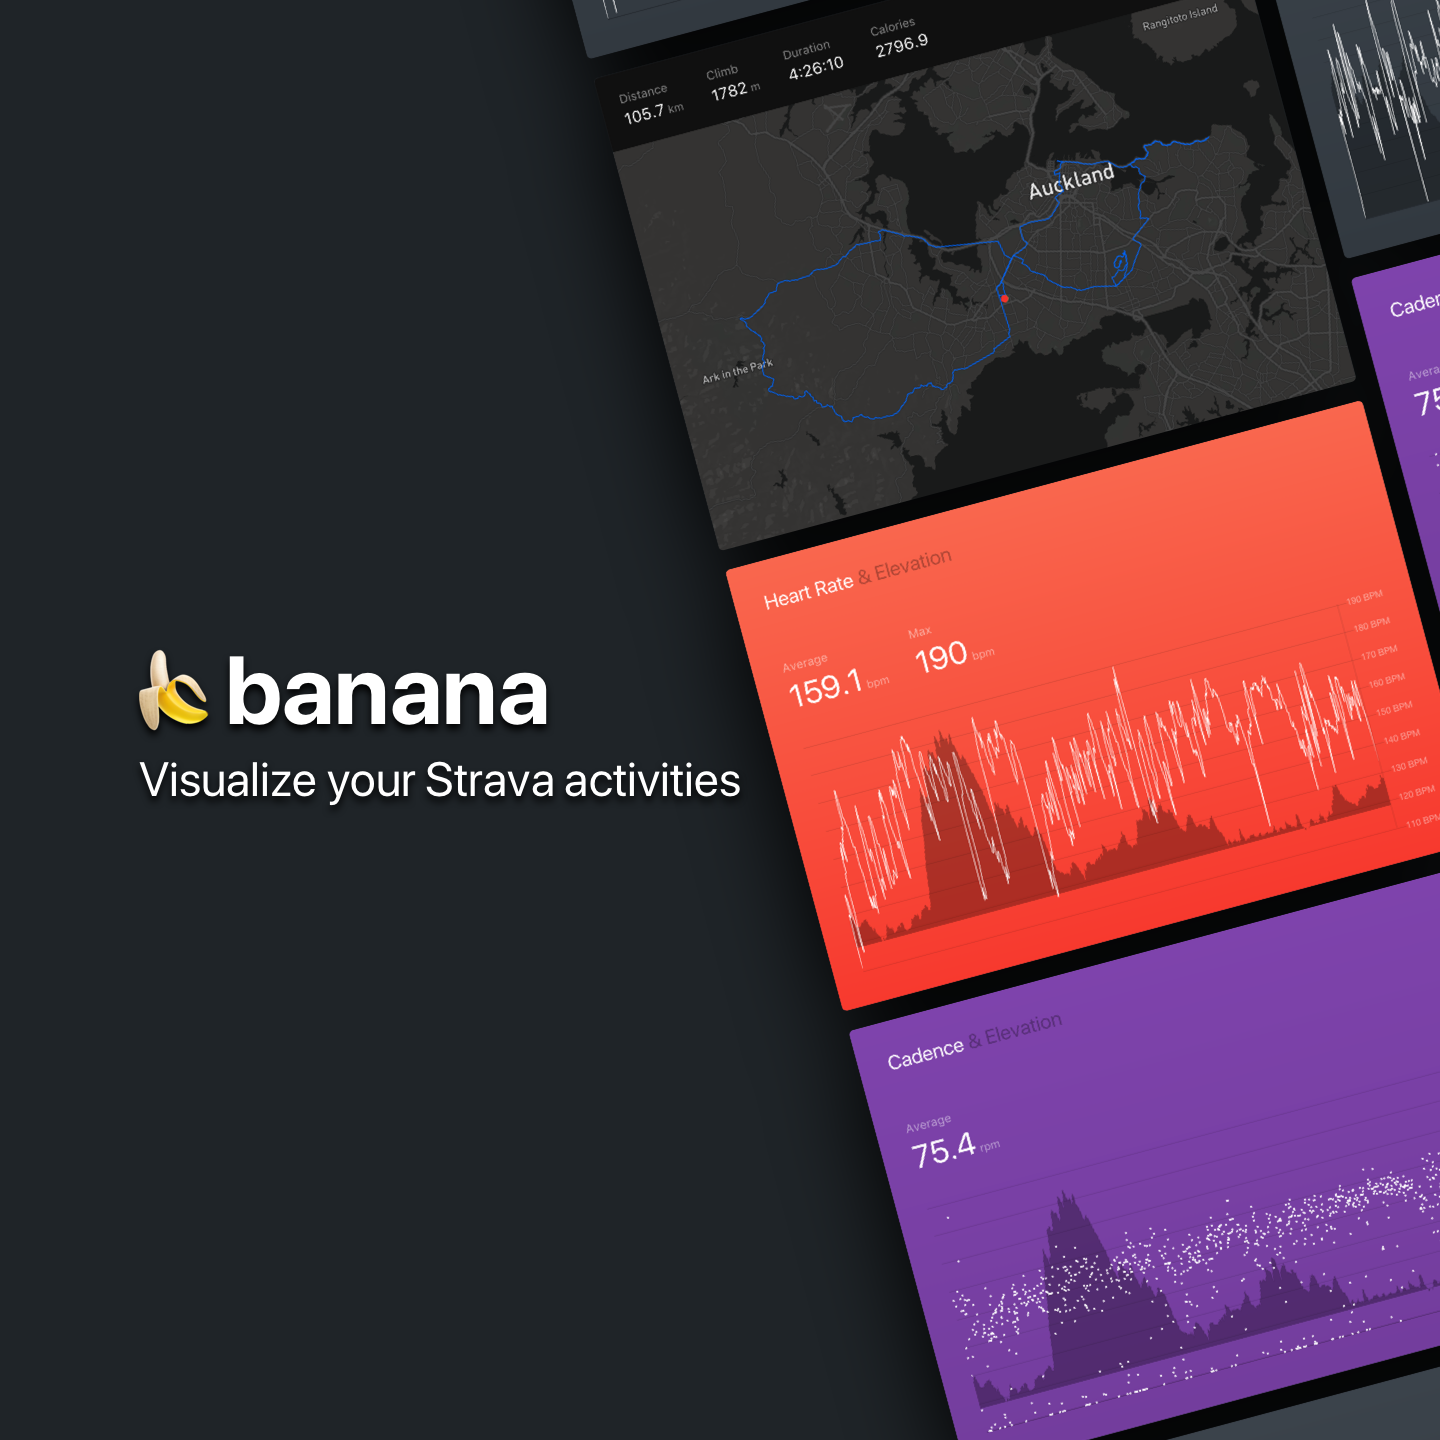 Distance
105.7 km
Climb
1782 m
Duration
4:26:10
Calories
2796.9
Rangitoto Island
Auckland
Ark in the Park
banana
Visualize your Strava activities
Heart Rate & Elevation
Average
159.1 bpm
Max
190 bpm
190 BPM
180 BPM
170 BPM
160 BPM
150 BPM
140 BPM
130 BPM
120 BPM
110 BPM
Cadence & Elevation
Average
75.4 rpm